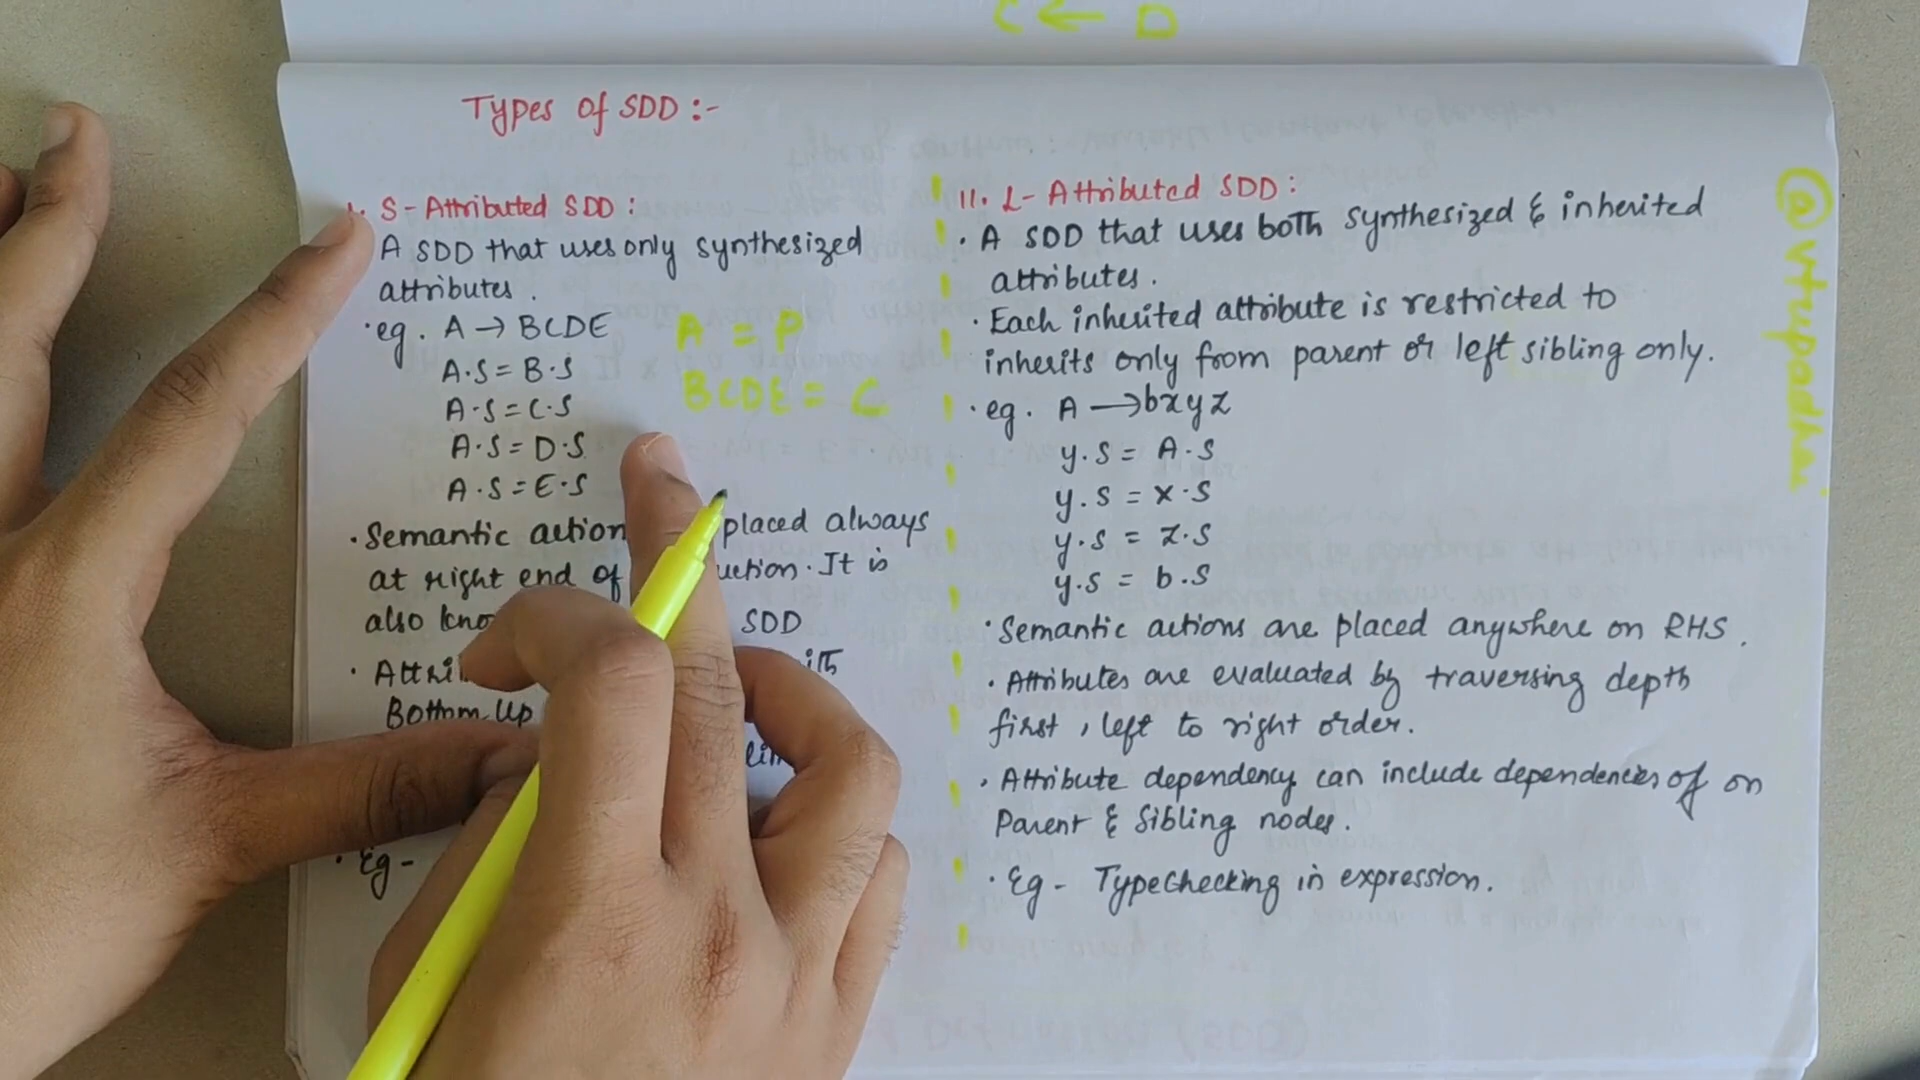 C ← D
Types of SDD :-
I. S - Attributed SDD :
A SDD that uses only synthesized
attributes .
·eg. A → BCDE
A·S = B·S
A·S = C·S
A·S = D·S
A·S = E·S
A = P
BCDE = C
· Semantic action placed always
at right end of uction. It is
also kno SDD
· Attri
Bottom-Up
· Eg -
II. L - Attributed SDD :
· A SDD that uses both synthesized & inherited
attributes .
· Each inherited attribute is restricted to
inherits only from parent or left sibling only.
· eg. A → bxyz
y.s = A.S
y.s = x.s
y.s = z.s
y.s = b.s
· Semantic actions are placed anywhere on RHS .
· Attributes are evaluated by traversing depth
first , left to right order.
· Attribute dependency can include dependencies of on
Parent & Sibling nodes.
· Eg - Typechecking in expression.
@vtupadhai